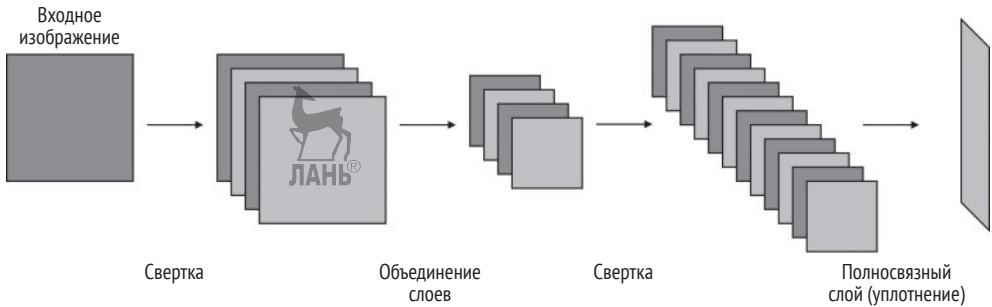 Входное
изображение
ЛАНЬ®
Свертка
Объединение
слоев
Свертка
Полносвязный
слой (уплотнение)